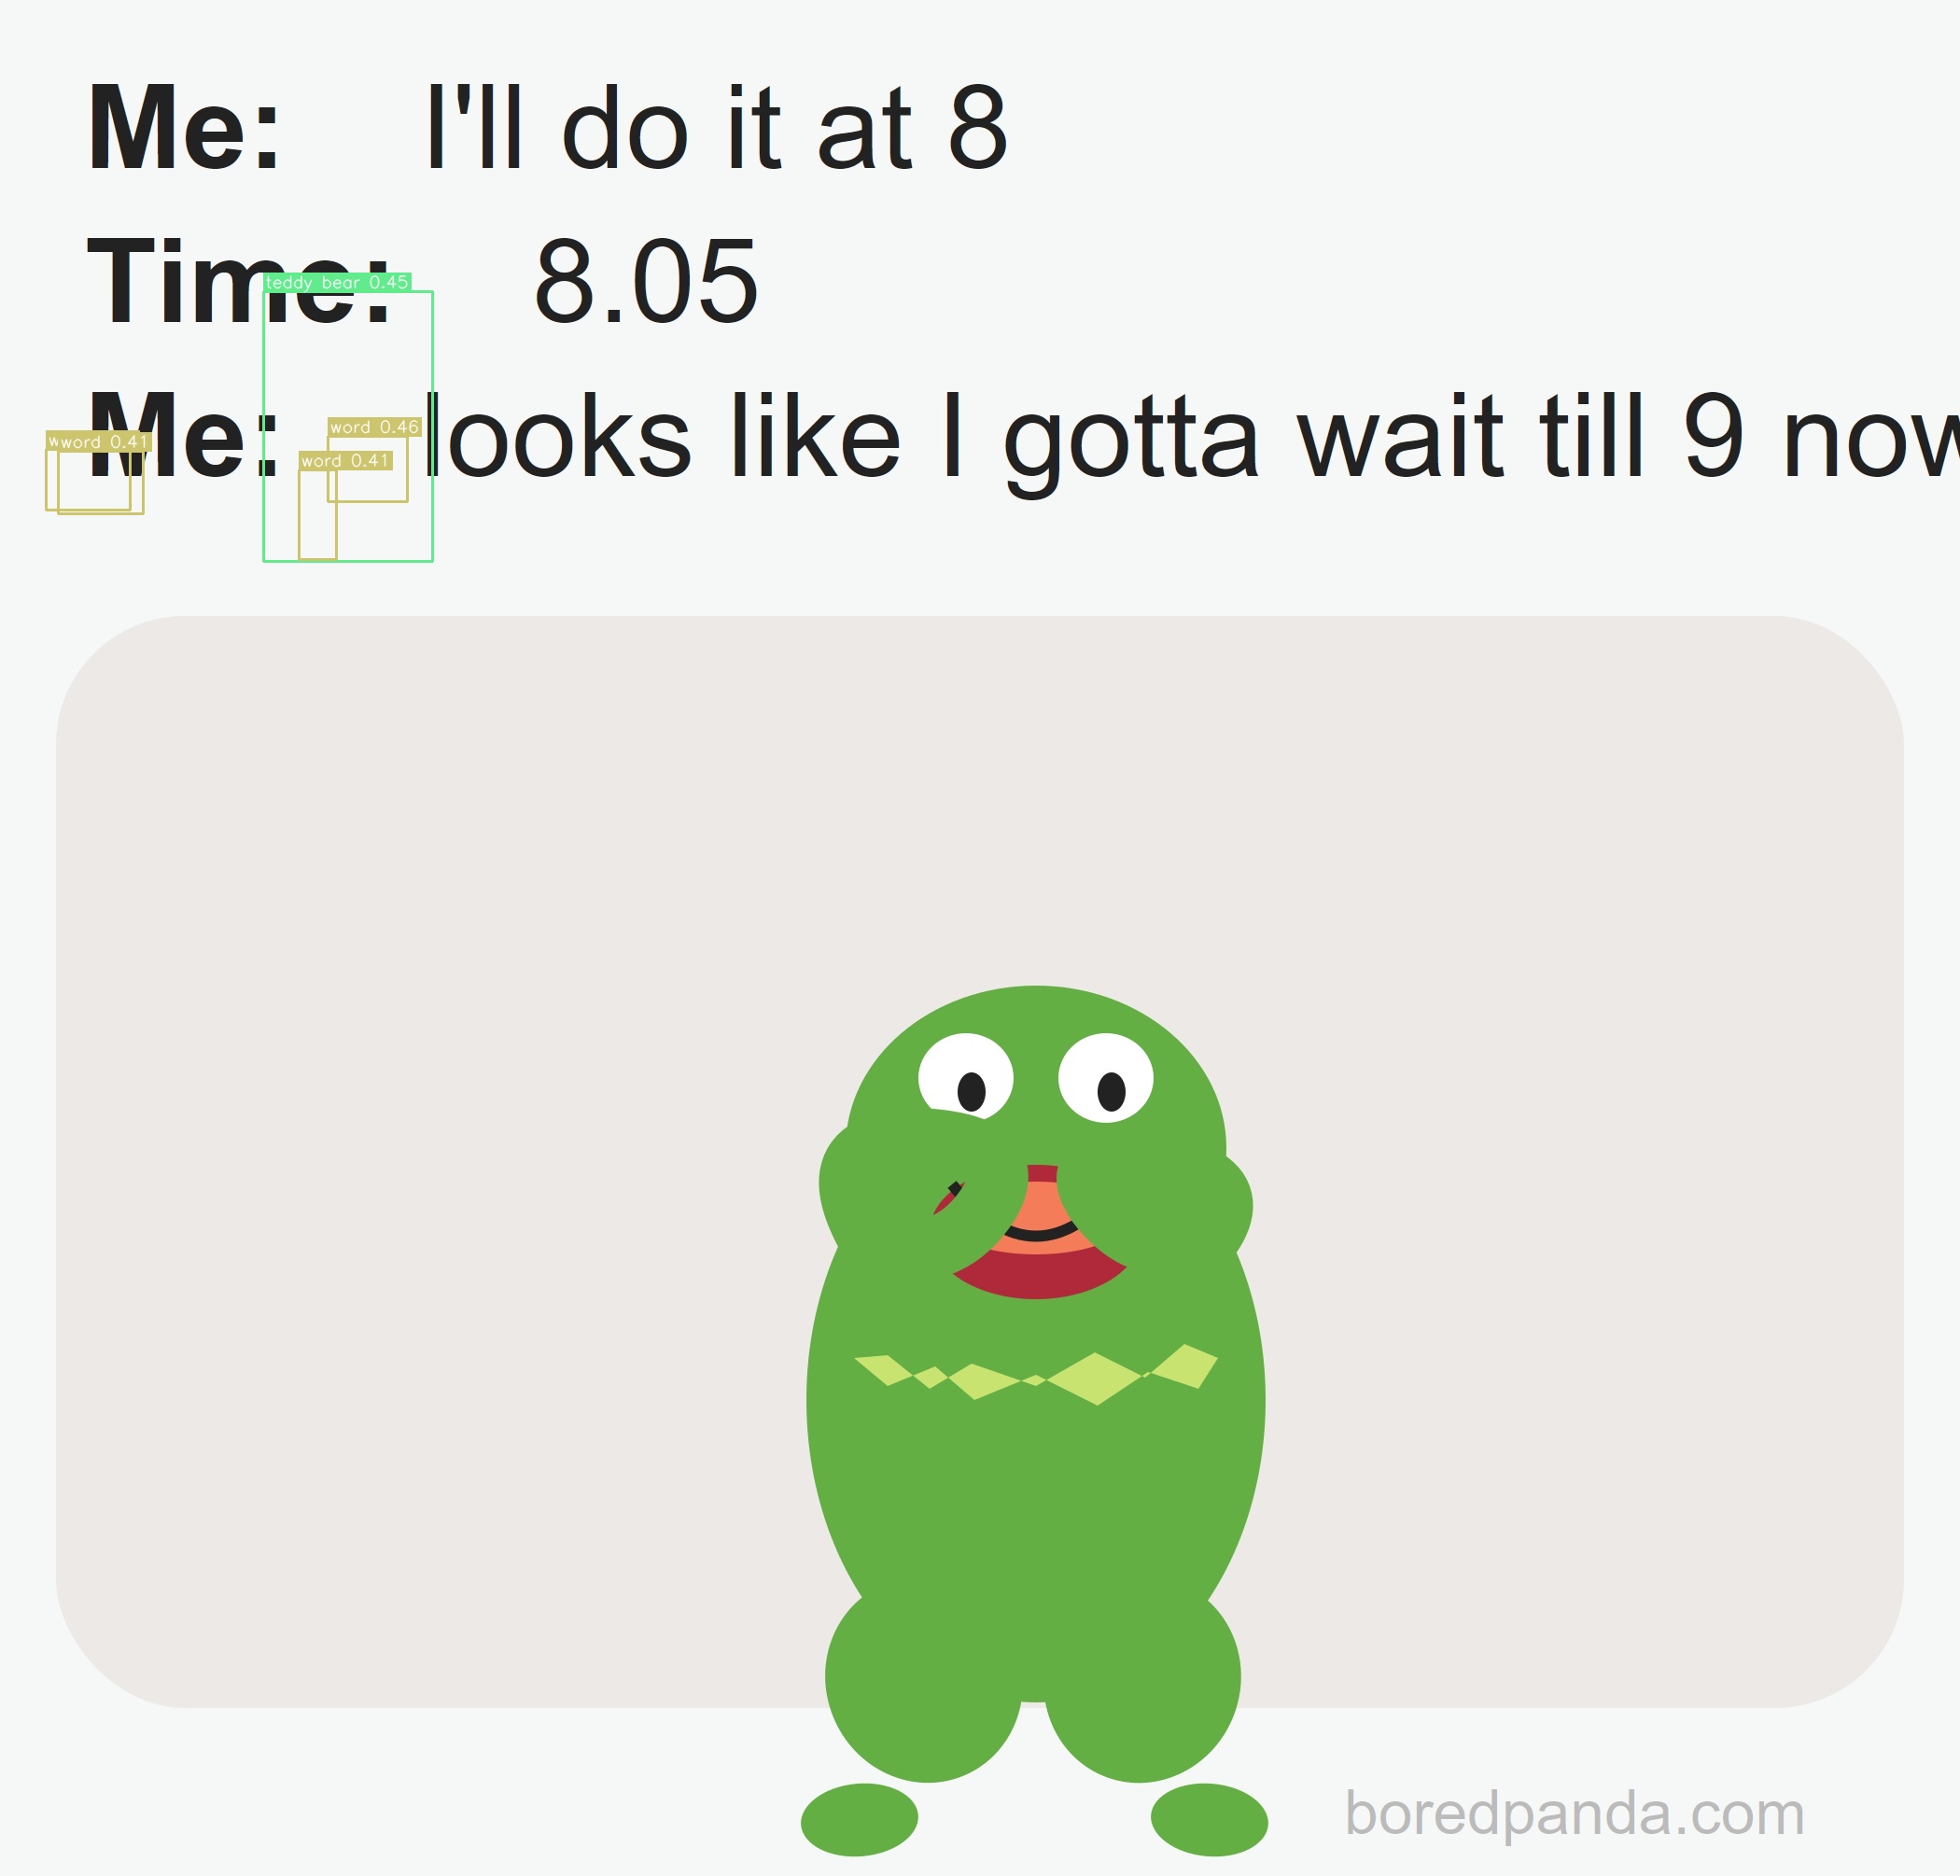 Me: I'll do it at 8
Time: 8.05
teddy bear 0.45
Me: looks like I gotta wait till 9 now
word 0.46
word 0.41
word 0.41
boredpanda.com